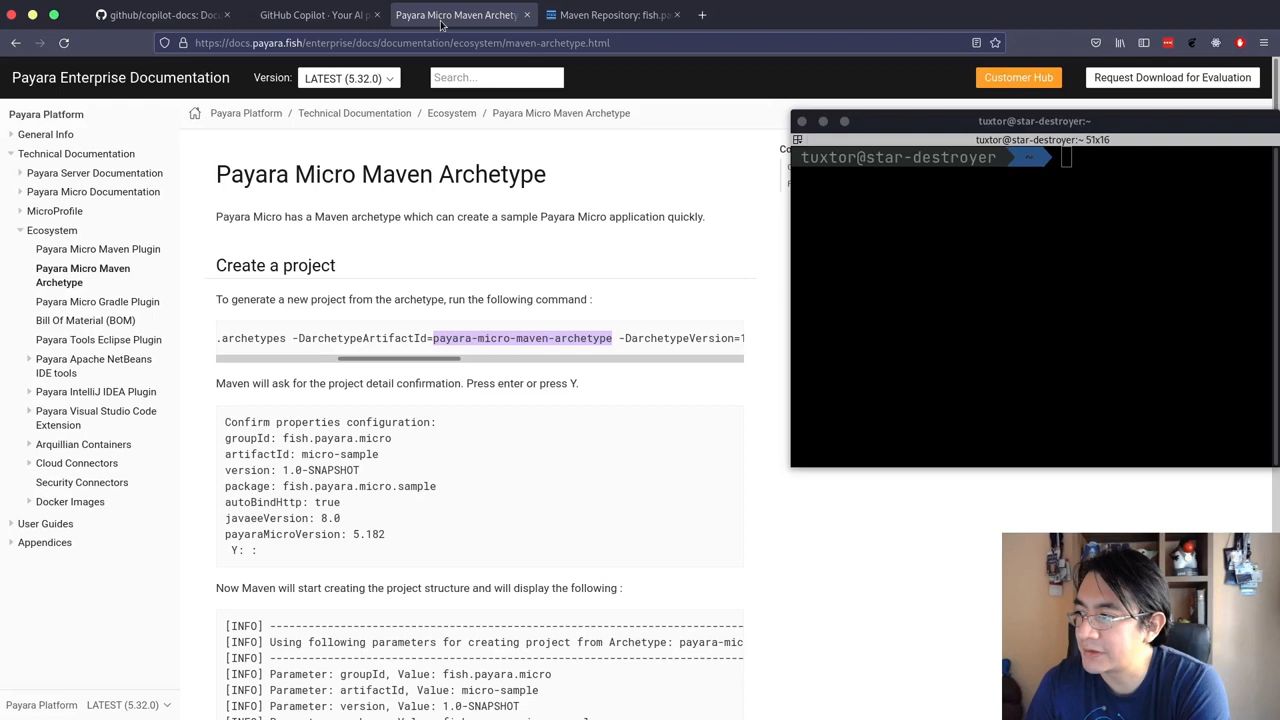 github/copilot-docs: Docu
GitHub Copilot · Your AI p
Payara Micro Maven Archety
Maven Repository: fish.pa
https://docs.payara.fish/enterprise/docs/documentation/ecosystem/maven-archetype.html
Payara Enterprise Documentation
Version:
LATEST (5.32.0)
Search...
Customer Hub
Request Download for Evaluation
Payara Platform
General Info
Technical Documentation
Payara Server Documentation
Payara Micro Documentation
MicroProfile
Ecosystem
Payara Micro Maven Plugin
Payara Micro Maven
Archetype
Payara Micro Gradle Plugin
Bill Of Material (BOM)
Payara Tools Eclipse Plugin
Payara Apache NetBeans
IDE tools
Payara IntelliJ IDEA Plugin
Payara Visual Studio Code
Extension
Arquillian Containers
Cloud Connectors
Security Connectors
Docker Images
User Guides
Appendices
Payara Platform
LATEST (5.32.0)
Payara Platform / Technical Documentation / Ecosystem / Payara Micro Maven Archetype
Payara Micro Maven Archetype
Payara Micro has a Maven archetype which can create a sample Payara Micro application quickly.
Create a project
To generate a new project from the archetype, run the following command :
.archetypes -DarchetypeArtifactId=payara-micro-maven-archetype -DarchetypeVersion=1
Maven will ask for the project detail confirmation. Press enter or press Y.
Confirm properties configuration:
groupId: fish.payara.micro
artifactId: micro-sample
version: 1.0-SNAPSHOT
package: fish.payara.micro.sample
autoBindHttp: true
javaeeVersion: 8.0
payaraMicroVersion: 5.182
Y: :
Now Maven will start creating the project structure and will display the following :
[INFO] ----------------------------------------------------------------
[INFO] Using following parameters for creating project from Archetype: payara-mic
[INFO] ----------------------------------------------------------------
[INFO] Parameter: groupId, Value: fish.payara.micro
[INFO] Parameter: artifactId, Value: micro-sample
[INFO] Parameter: version, Value: 1.0-SNAPSHOT
tuxtor@star-destroyer:~
tuxtor@star-destroyer:~ 51x16
tuxtor@star-destroyer ~